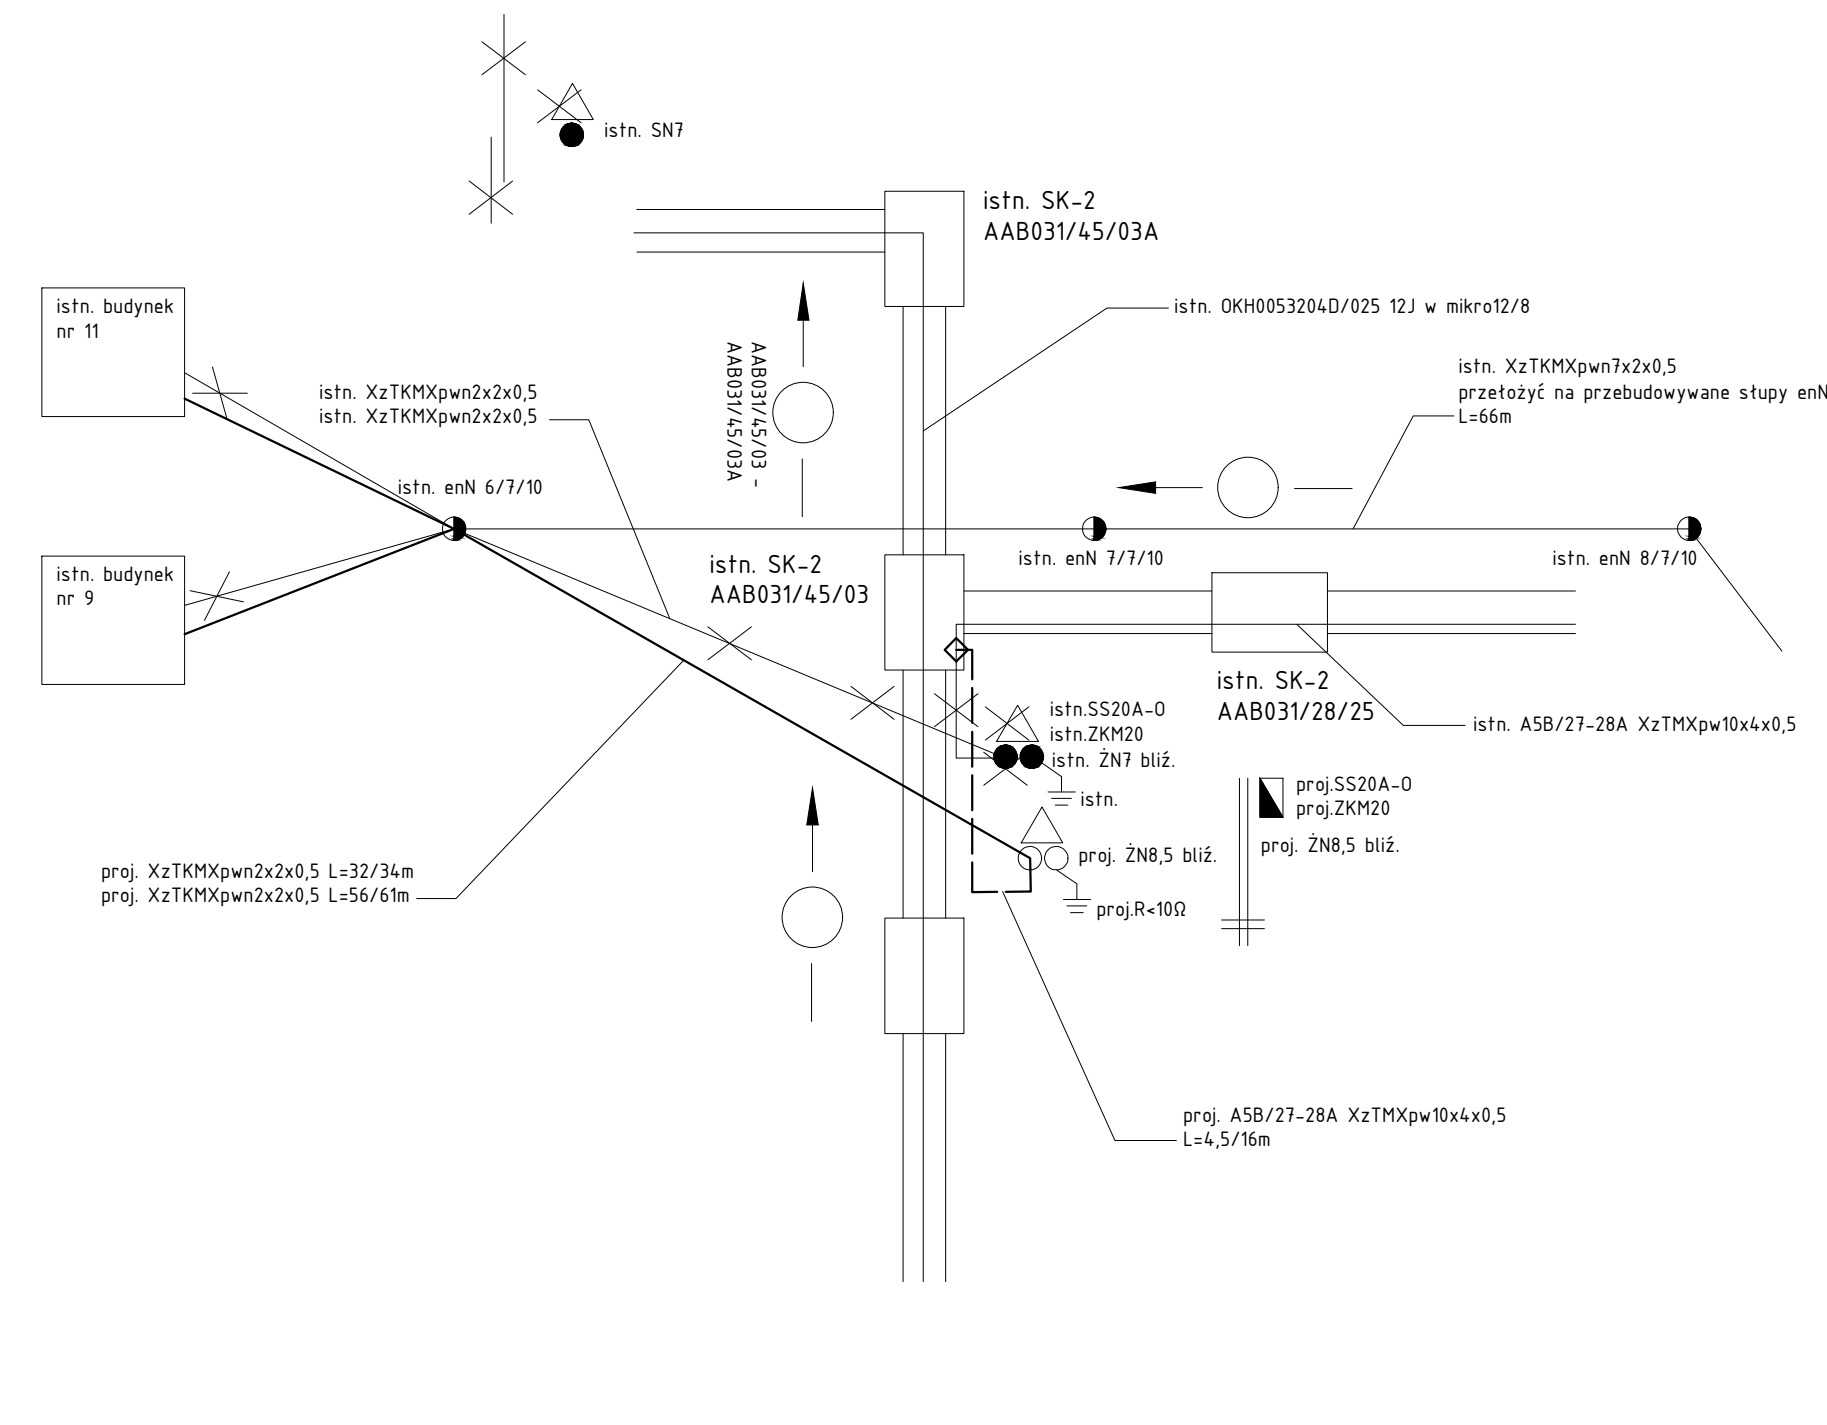 istn. SN7
istn. SK-2
AAB031/45/03A
istn. budynek
nr 11
istn. OKH0053204D/025 12J w mikro12/8
AAB031/45/03 -
AAB031/45/03A
istn. XzTKMXpwn7x2x0,5
przełożyć na przebudowywane słupy enN
L=66m
istn. XzTKMXpwn2x2x0,5
istn. XzTKMXpwn2x2x0,5
istn. enN 6/7/10
istn. enN 7/7/10
istn. enN 8/7/10
istn. SK-2
AAB031/45/03
istn. budynek
nr 9
istn. SK-2
AAB031/28/25
istn. A5B/27-28A XzTMXpw10x4x0,5
istn.SS20A-O
istn.ZKM20
istn. ŻN7 bliź.
istn.
proj.SS20A-O
proj.ZKM20
proj. ŻN8,5 bliź.
proj. ŻN8,5 bliź.
proj.R<10Ω
proj. XzTKMXpwn2x2x0,5 L=32/34m
proj. XzTKMXpwn2x2x0,5 L=56/61m
proj. A5B/27-28A XzTMXpw10x4x0,5
L=4,5/16m